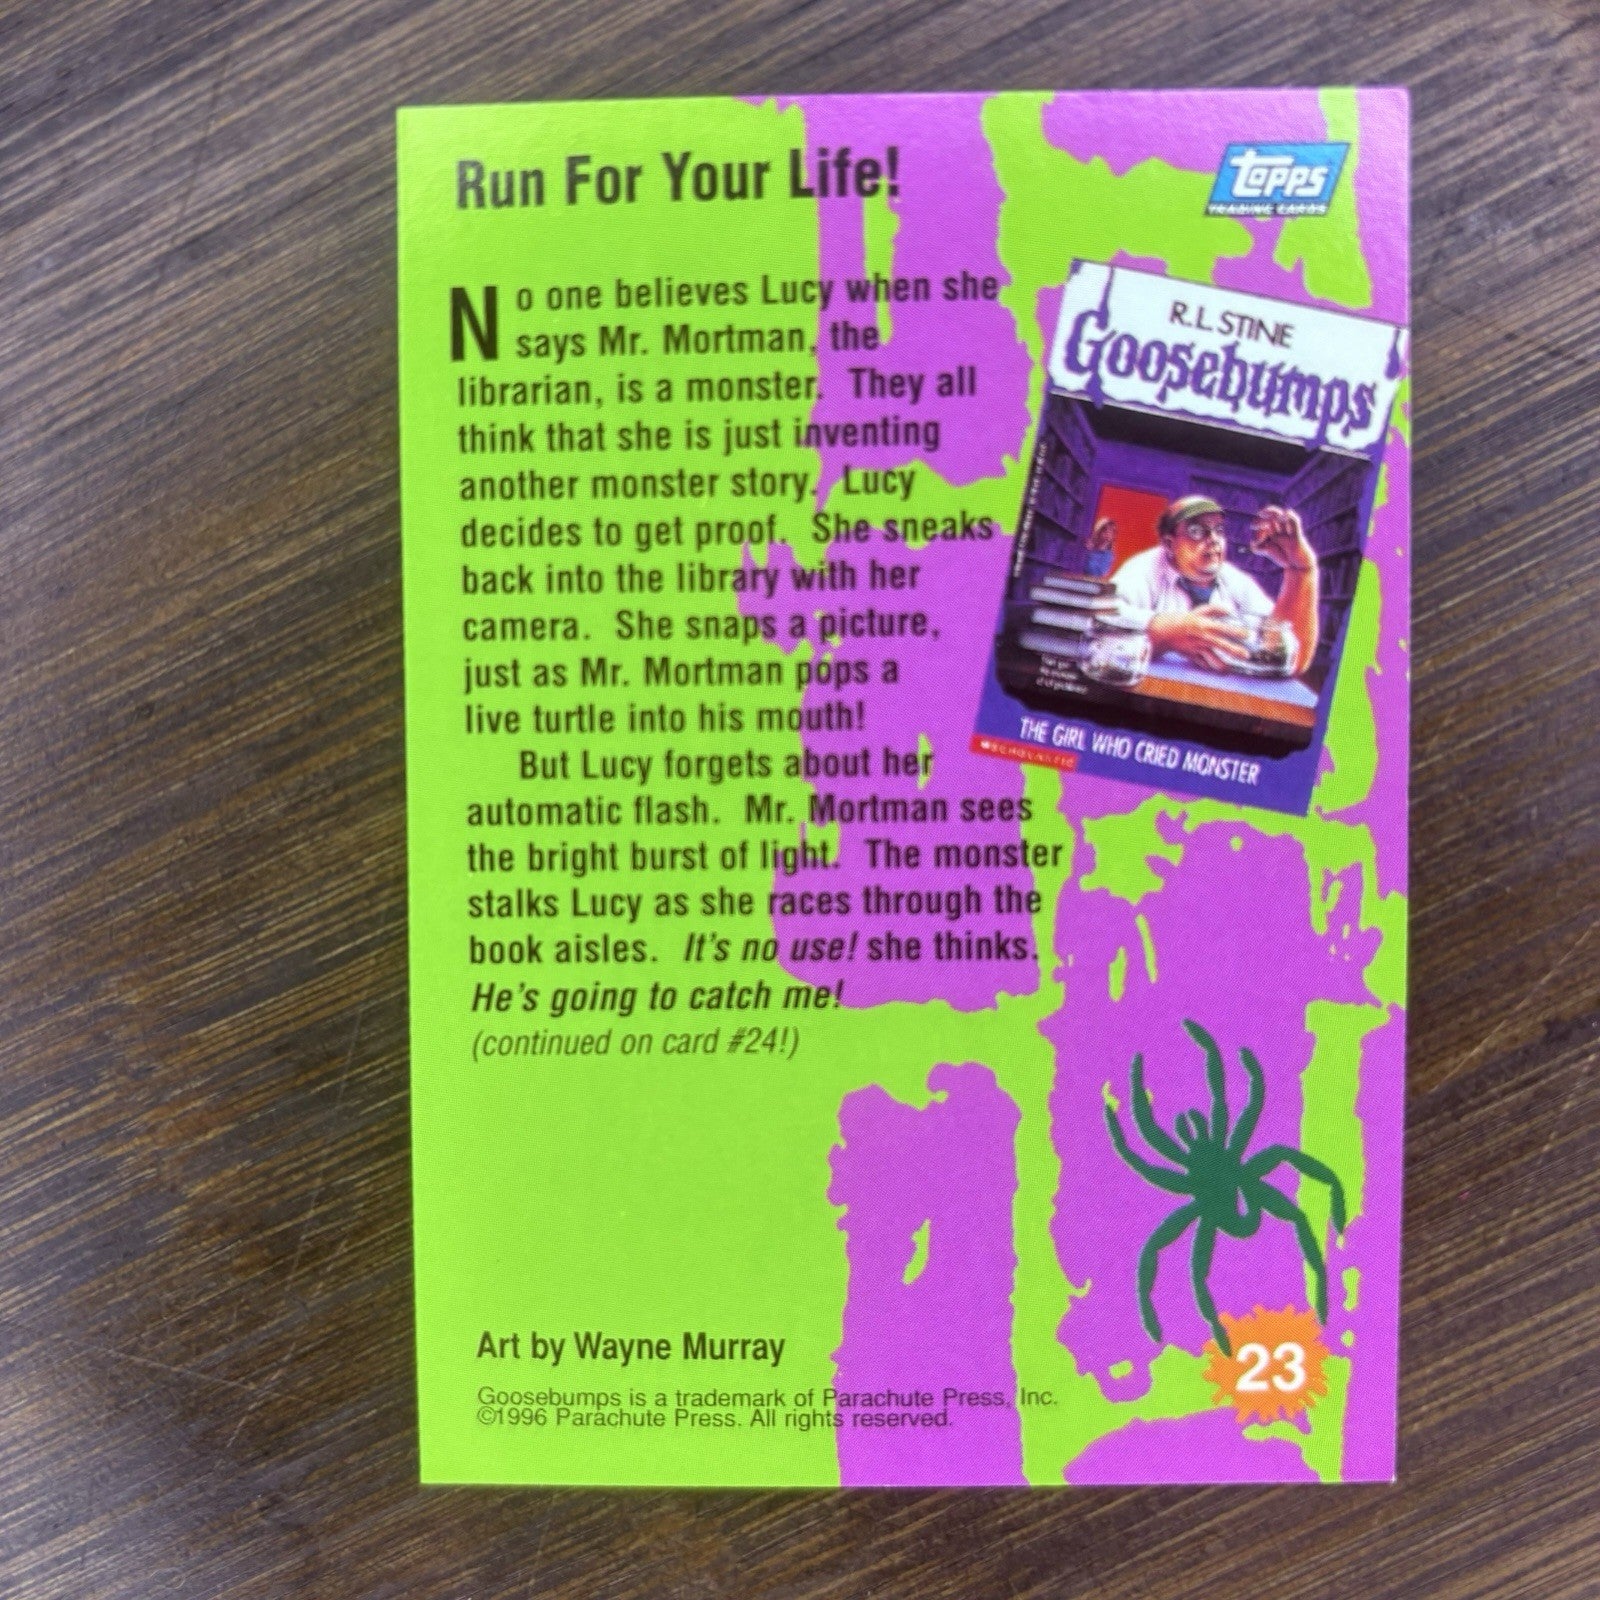 Run For Your Life!
Topps
TRADING CARDS
No one believes Lucy when she
says Mr. Mortman, the
librarian, is a monster. They all
think that she is just inventing
another monster story. Lucy
decides to get proof. She sneaks
back into the library with her
camera. She snaps a picture,
just as Mr. Mortman pops a
live turtle into his mouth!
But Lucy forgets about her
automatic flash. Mr. Mortman sees
the bright burst of light. The monster
stalks Lucy as she races through the
book aisles. It's no use! she thinks.
He's going to catch me!
(continued on card #24!)
R.L. STINE
Goosebumps
THE GIRL WHO CRIED MONSTER
SCHOLASTIC
Art by Wayne Murray
Goosebumps is a trademark of Parachute Press, Inc.
©1996 Parachute Press. All rights reserved.
23